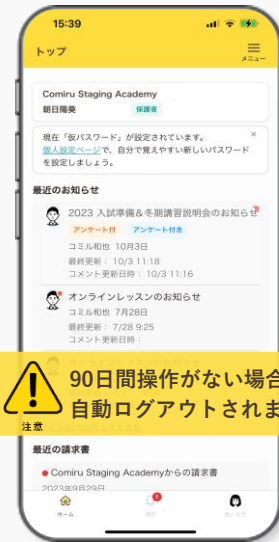 15:39
トップ
メニュー
Comiru Staging Academy
朝日陽葵
保護者
現在「仮パスワード」が設定されています。
個人設定ページで、自分で覚えやすい新しいパスワード
を設定しましょう。
×
最近のお知らせ
2023 入試準備&冬期講習説明会のお知らせ
アンケート付 アンケート付き
コミル和也 10月3日
最終更新： 10/3 11:18
コメント更新日時： 10/3 11:16
オンラインレッスンのお知らせ
コミル和也 7月28日
最終更新： 7/28 9:25
コメント更新日時：
注意
90日間操作がない場合
自動ログアウトされま
最近の請求書
Comiru Staging Academyからの請求書
2023年9月29日
ホーム